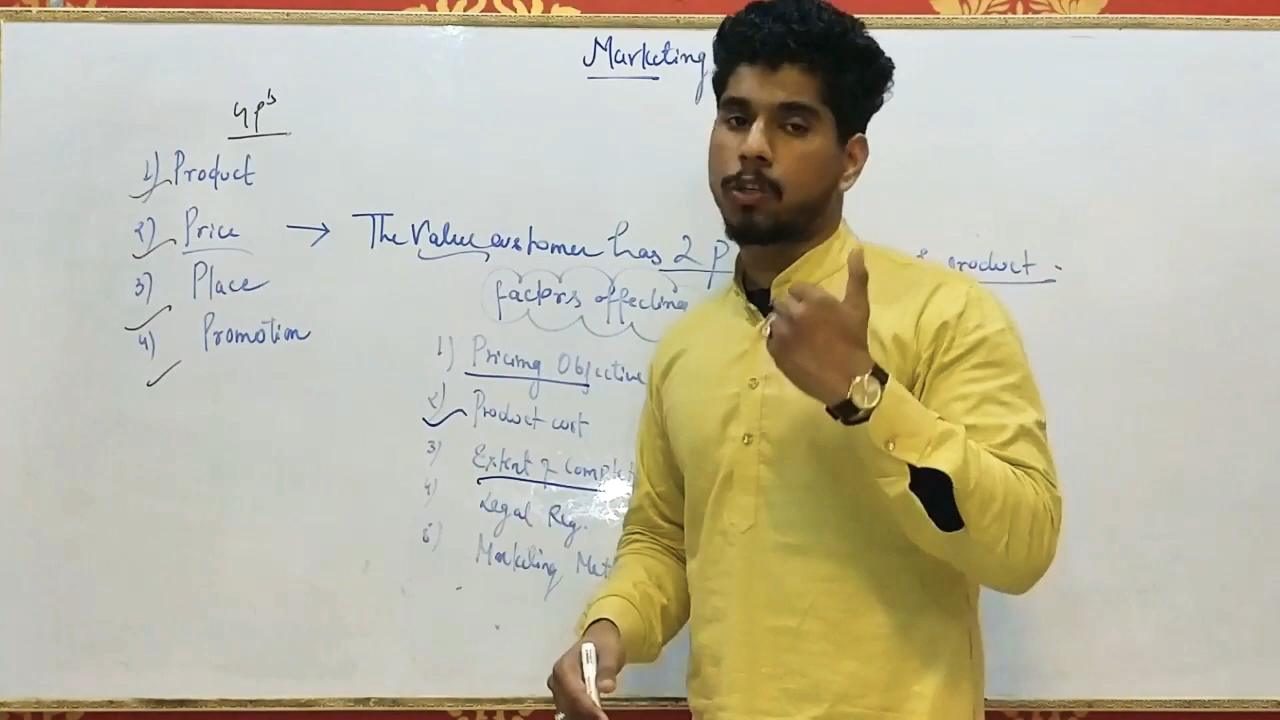 Marketing
4P's
1) Product
2) Price → The Value customer has 2 P product.
3) Place
4) Promotion
factors affecting
1) Pricing Objective
2) Product cost
3) Extent of Compet
4) Legal Reg.
5) Marketing Met